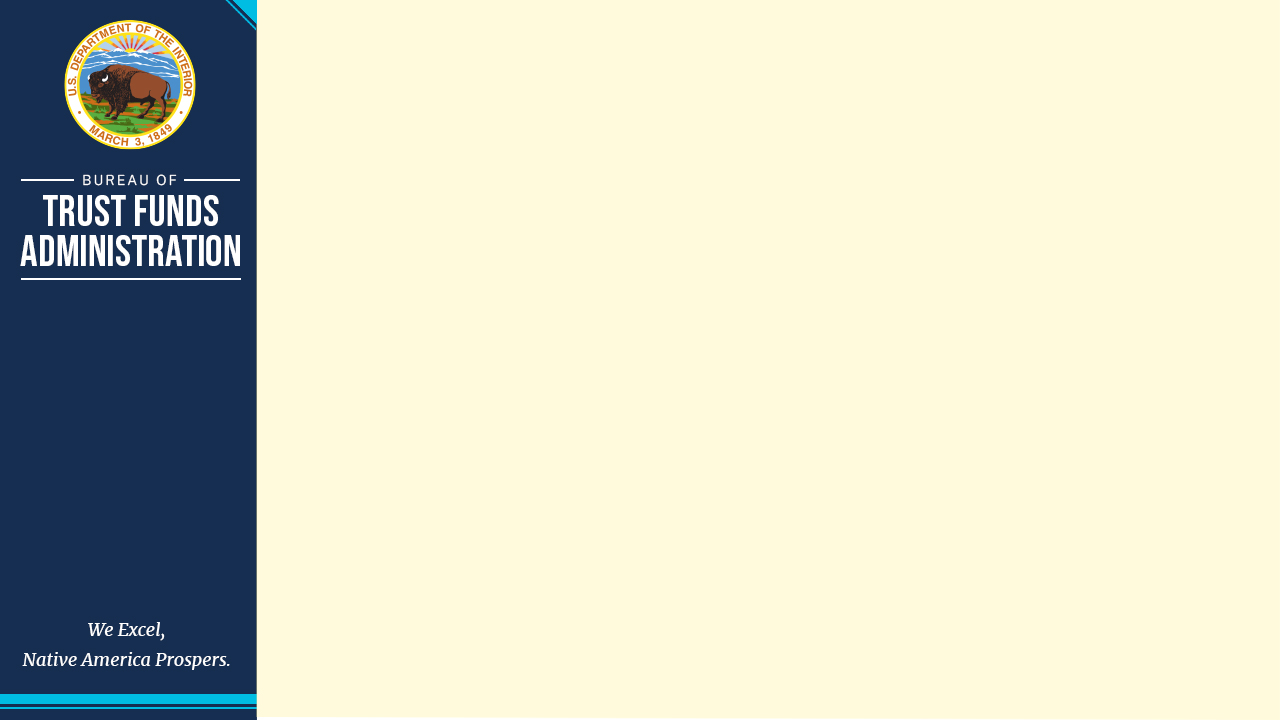 U.S. DEPARTMENT OF THE INTERIOR
MARCH 3, 1849
BUREAU OF
TRUST FUNDS
ADMINISTRATION
We Excel,
Native America Prospers.